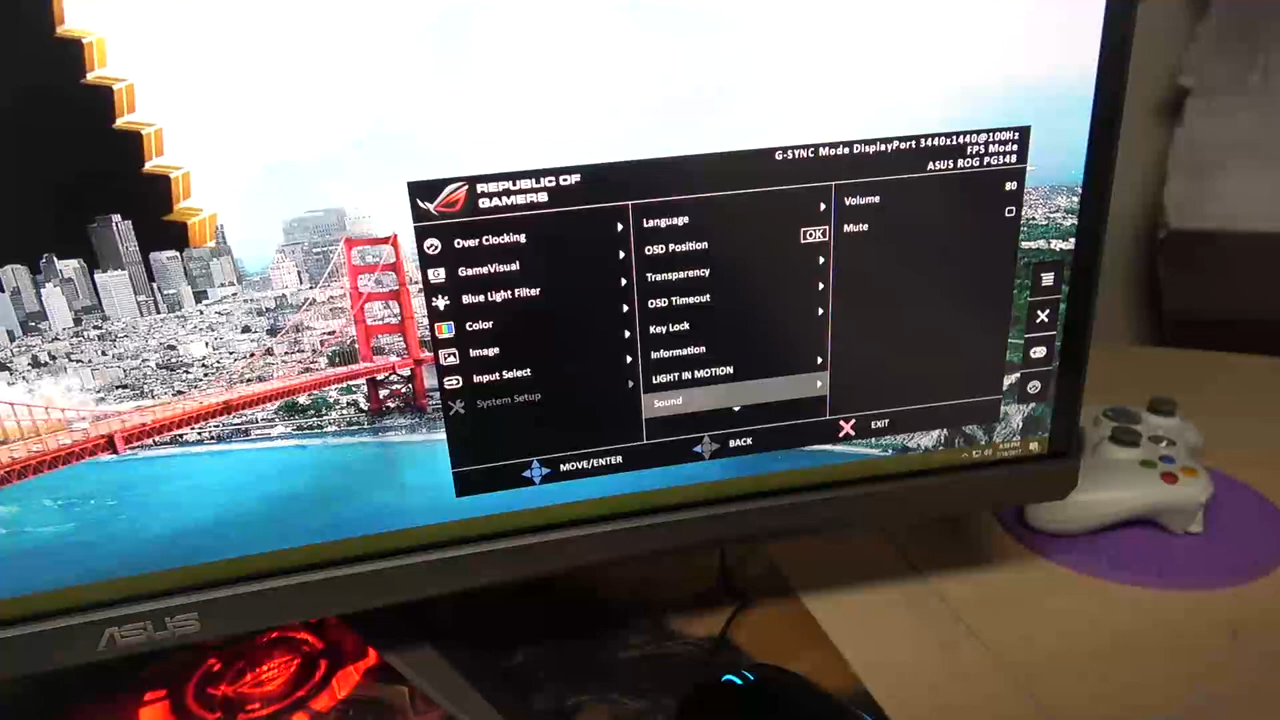 G-SYNC Mode DisplayPort 3440x1440@100Hz
FPS Mode
ASUS ROG PG348
REPUBLIC OF
GAMERS
Over Clocking
GameVisual
Blue Light Filter
Color
Image
Input Select
System Setup
Language
OSD Position
OK
Transparency
OSD Timeout
Key Lock
Information
LIGHT IN MOTION
Sound
Volume
80
Mute
MOVE/ENTER
BACK
EXIT
ASUS